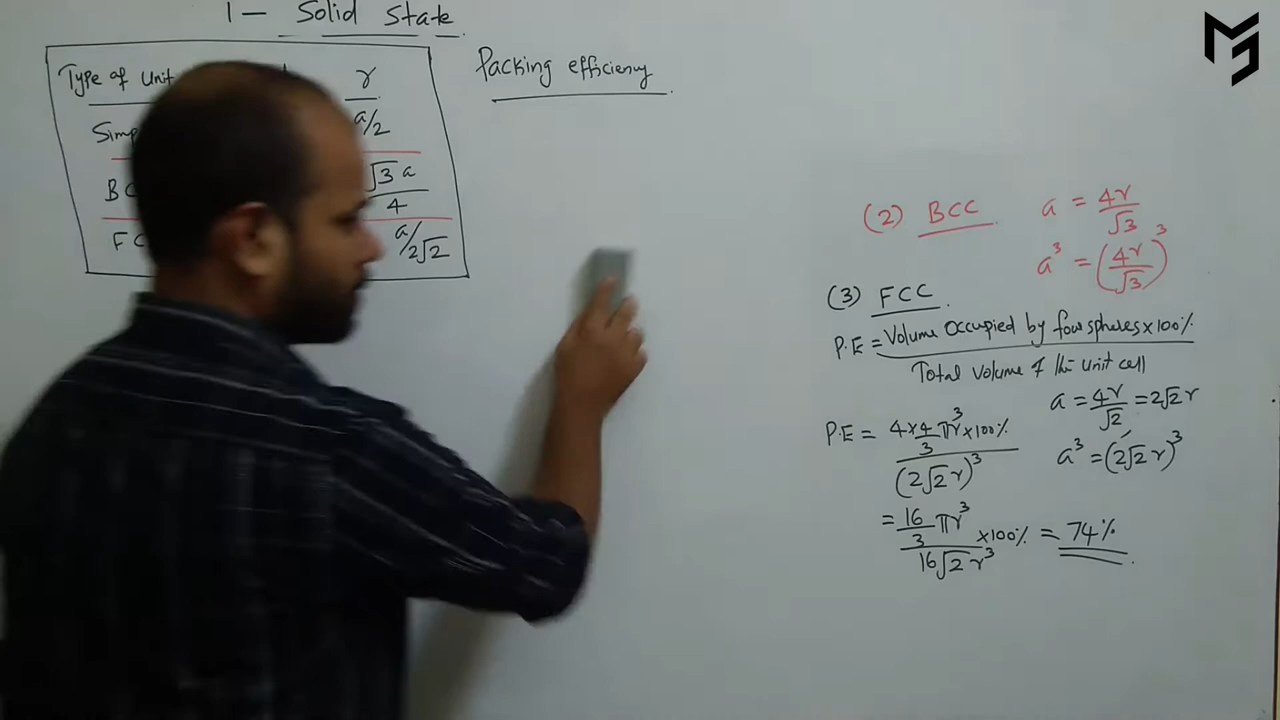 1 - Solid State
Type of Unit
r
Simp
a/2
BC
√3 a
4
FC
a/2√2
Packing efficiency
(2) BCC
a = 4r/√3
a³ = (4r/√3)³
(3) FCC
P.E = Volume Occupied by four spheres x 100%
Total volume of the unit cell
a = 4r/√2 = 2√2 r
P.E = 4 x 4/3 πr³ x 100%
(2√2 r)³
a³ = (2√2 r)³
= 16/3 πr³
x 100% = 74%
16√2 r³